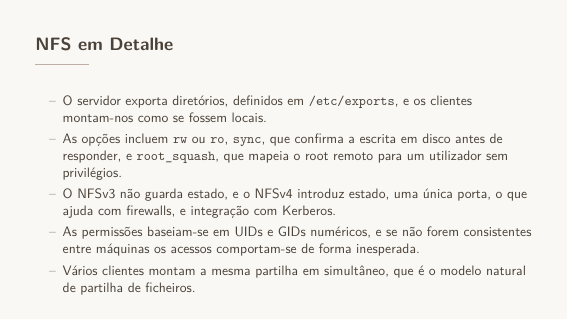 NFS em Detalhe
– O servidor exporta diretórios, definidos em /etc/exports, e os clientes
montam-nos como se fossem locais.
– As opções incluem rw ou ro, sync, que confirma a escrita em disco antes de
responder, e root_squash, que mapeia o root remoto para um utilizador sem
privilégios.
– O NFSv3 não guarda estado, e o NFSv4 introduz estado, uma única porta, o que
ajuda com firewalls, e integração com Kerberos.
– As permissões baseiam-se em UIDs e GIDs numéricos, e se não forem consistentes
entre máquinas os acessos comportam-se de forma inesperada.
– Vários clientes montam a mesma partilha em simultâneo, que é o modelo natural
de partilha de ficheiros.